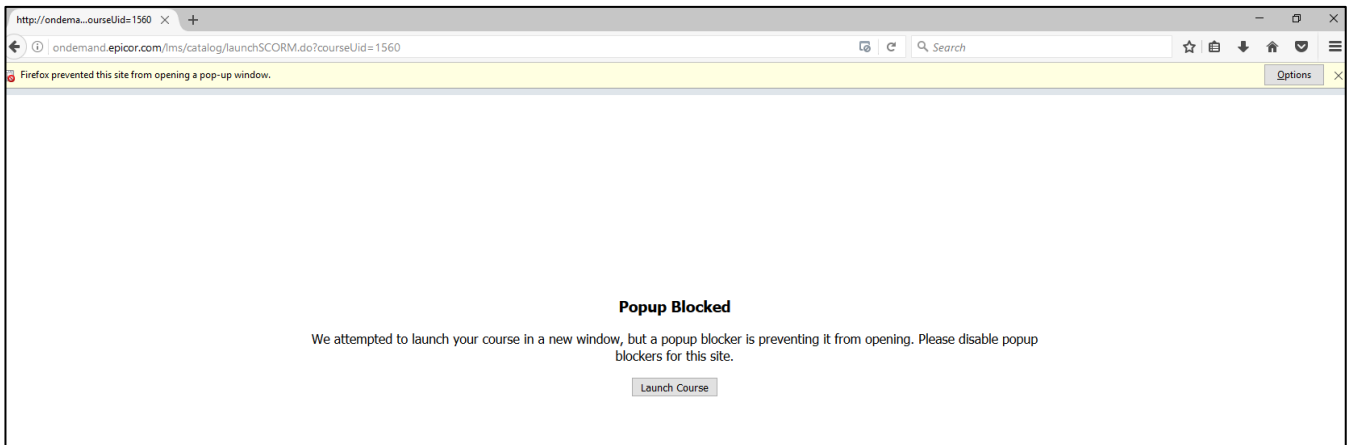 http://ondema...ourseUid=1560
ondemand.epicor.com/lms/catalog/launchSCORM.do?courseUid=1560
Search
Firefox prevented this site from opening a pop-up window.
Options
Popup Blocked
We attempted to launch your course in a new window, but a popup blocker is preventing it from opening. Please disable popup
blockers for this site.
Launch Course